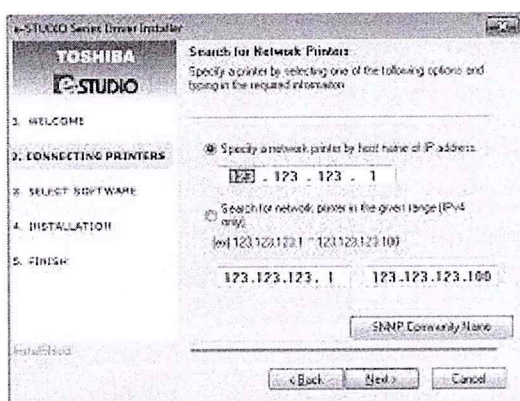 e-STUDIO Series Driver Installer
TOSHIBA
e-STUDIO
1. WELCOME
2. CONNECTING PRINTERS
3. SELECT SOFTWARE
4. INSTALLATION
5. FINISH
InstallShield
Search for Network Printers
Specify a printer by selecting one of the following options and
typing in the required information
Specify a network printer by host name or IP address.
123 . 123 . 123 . 1
Search for network printer in the given range (IPv4
only)
(ex) 123.123.123.1 ~ 123.123.123.100
123.123.123. 1
123.123.123.100
SNMP Community Name
< Back
Next >
Cancel